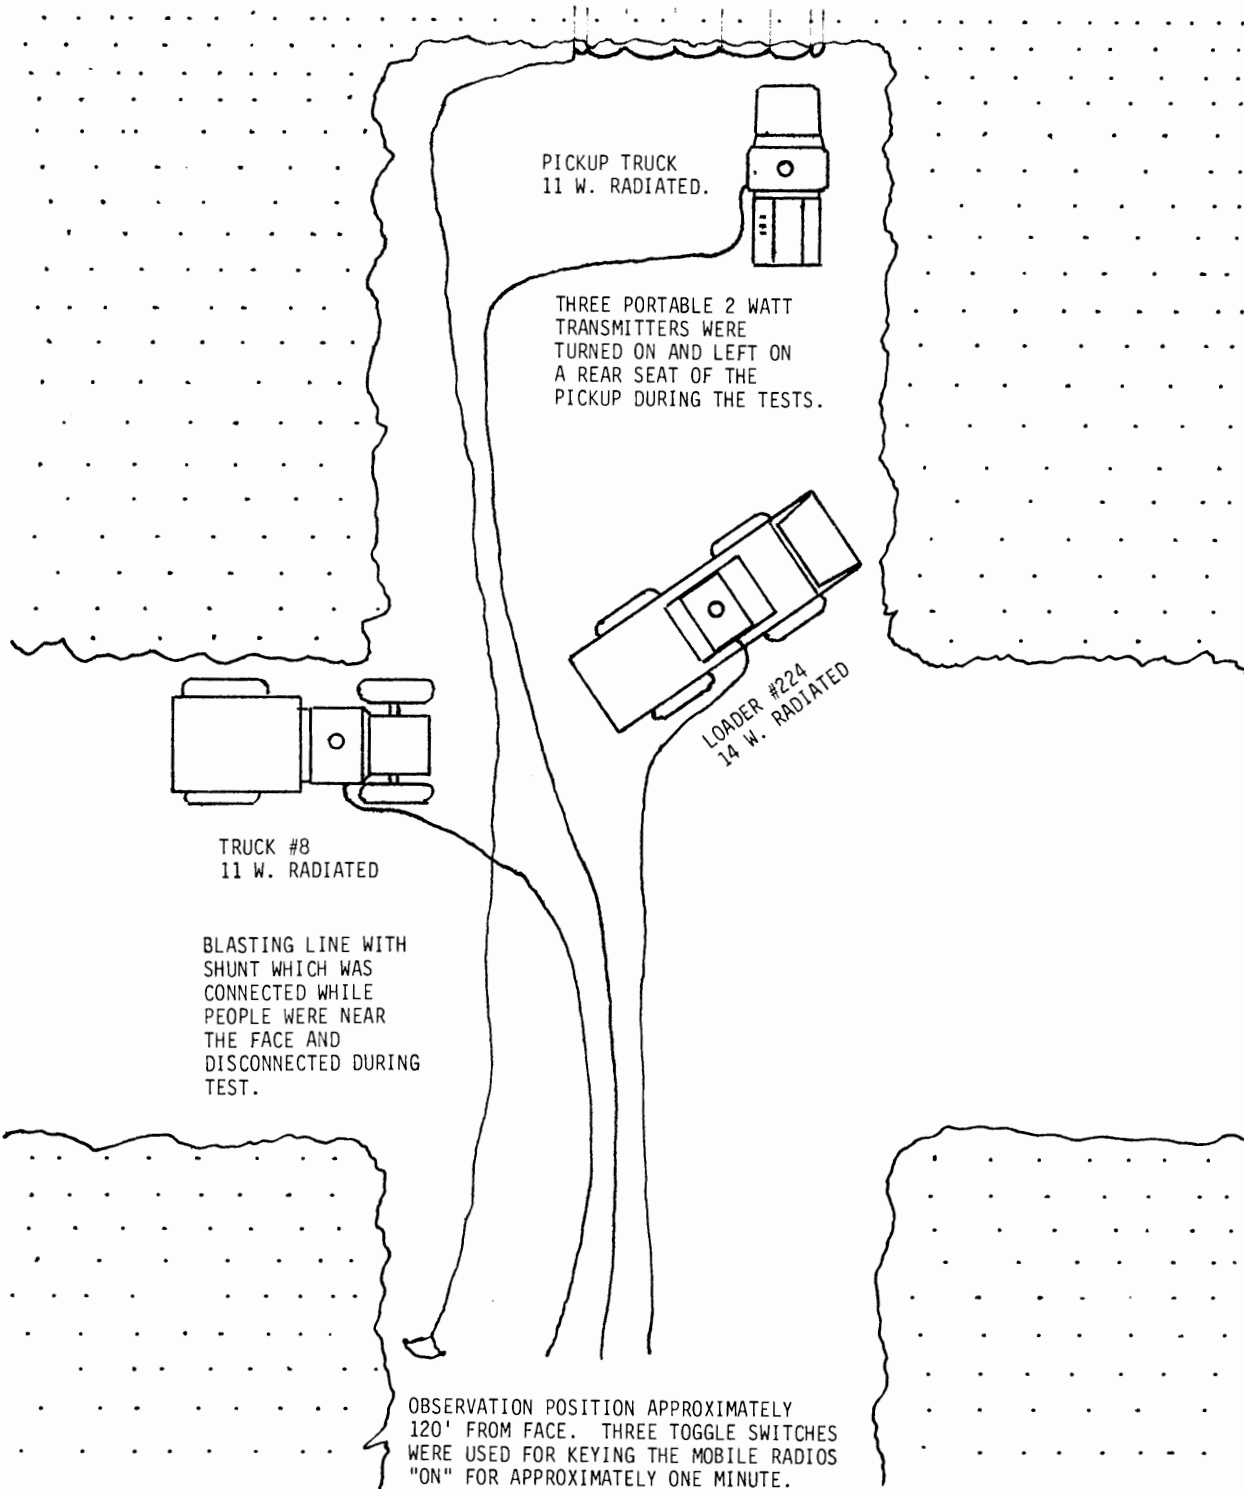 PICKUP TRUCK
11 W. RADIATED.
THREE PORTABLE 2 WATT
TRANSMITTERS WERE
TURNED ON AND LEFT ON
A REAR SEAT OF THE
PICKUP DURING THE TESTS.
LOADER #224
14 W. RADIATED
TRUCK #8
11 W. RADIATED
BLASTING LINE WITH
SHUNT WHICH WAS
CONNECTED WHILE
PEOPLE WERE NEAR
THE FACE AND
DISCONNECTED DURING
TEST.
OBSERVATION POSITION APPROXIMATELY
120' FROM FACE. THREE TOGGLE SWITCHES
WERE USED FOR KEYING THE MOBILE RADIOS
"ON" FOR APPROXIMATELY ONE MINUTE.